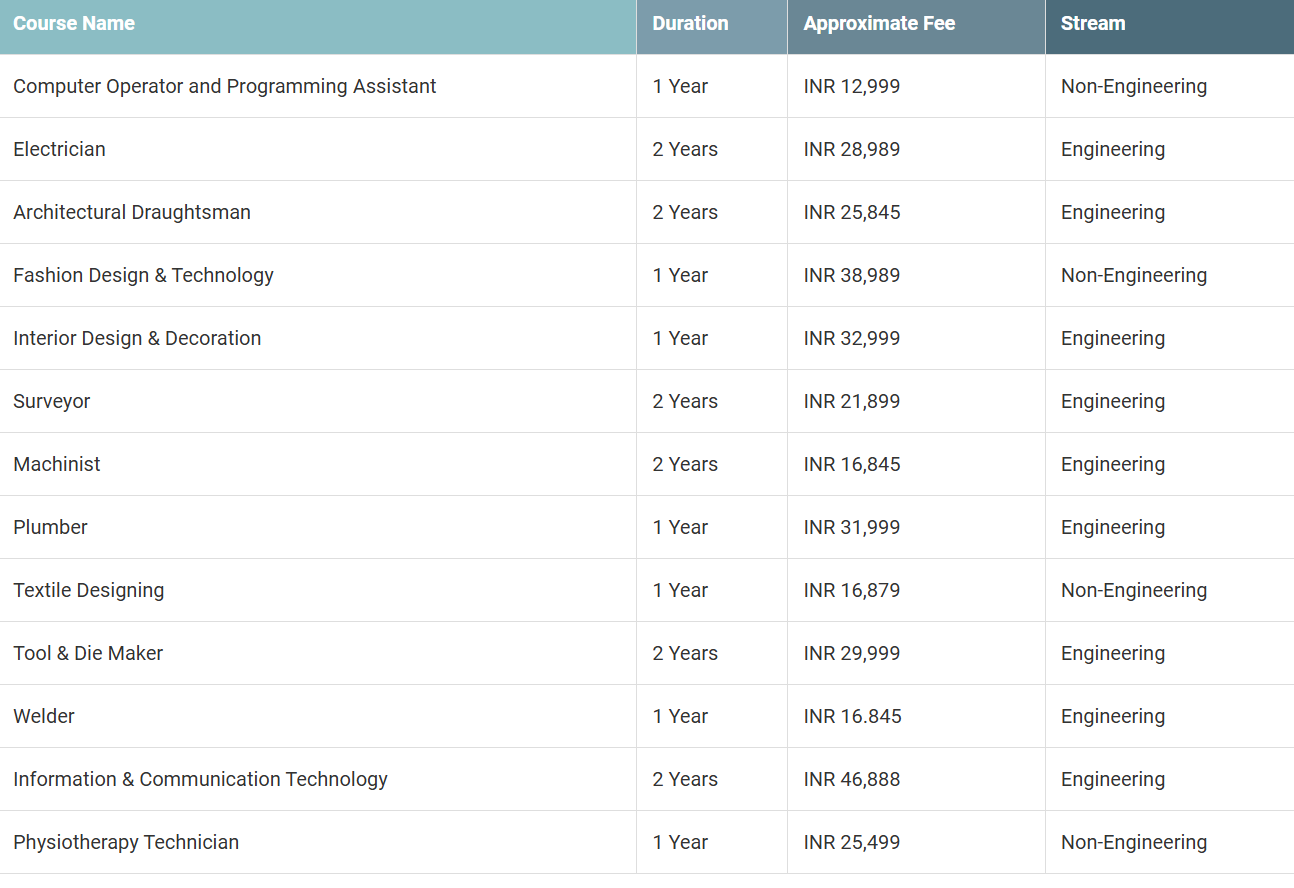 Course Name Duration Approximate Fee Stream
Computer Operator and Programming Assistant 1 Year INR 12,999 Non-Engineering
Electrician 2 Years INR 28,989 Engineering
Architectural Draughtsman 2 Years INR 25,845 Engineering
Fashion Design & Technology 1 Year INR 38,989 Non-Engineering
Interior Design & Decoration 1 Year INR 32,999 Engineering
Surveyor 2 Years INR 21,899 Engineering
Machinist 2 Years INR 16,845 Engineering
Plumber 1 Year INR 31,999 Engineering
Textile Designing 1 Year INR 16,879 Non-Engineering
Tool & Die Maker 2 Years INR 29,999 Engineering
Welder 1 Year INR 16.845 Engineering
Information & Communication Technology 2 Years INR 46,888 Engineering
Physiotherapy Technician 1 Year INR 25,499 Non-Engineering